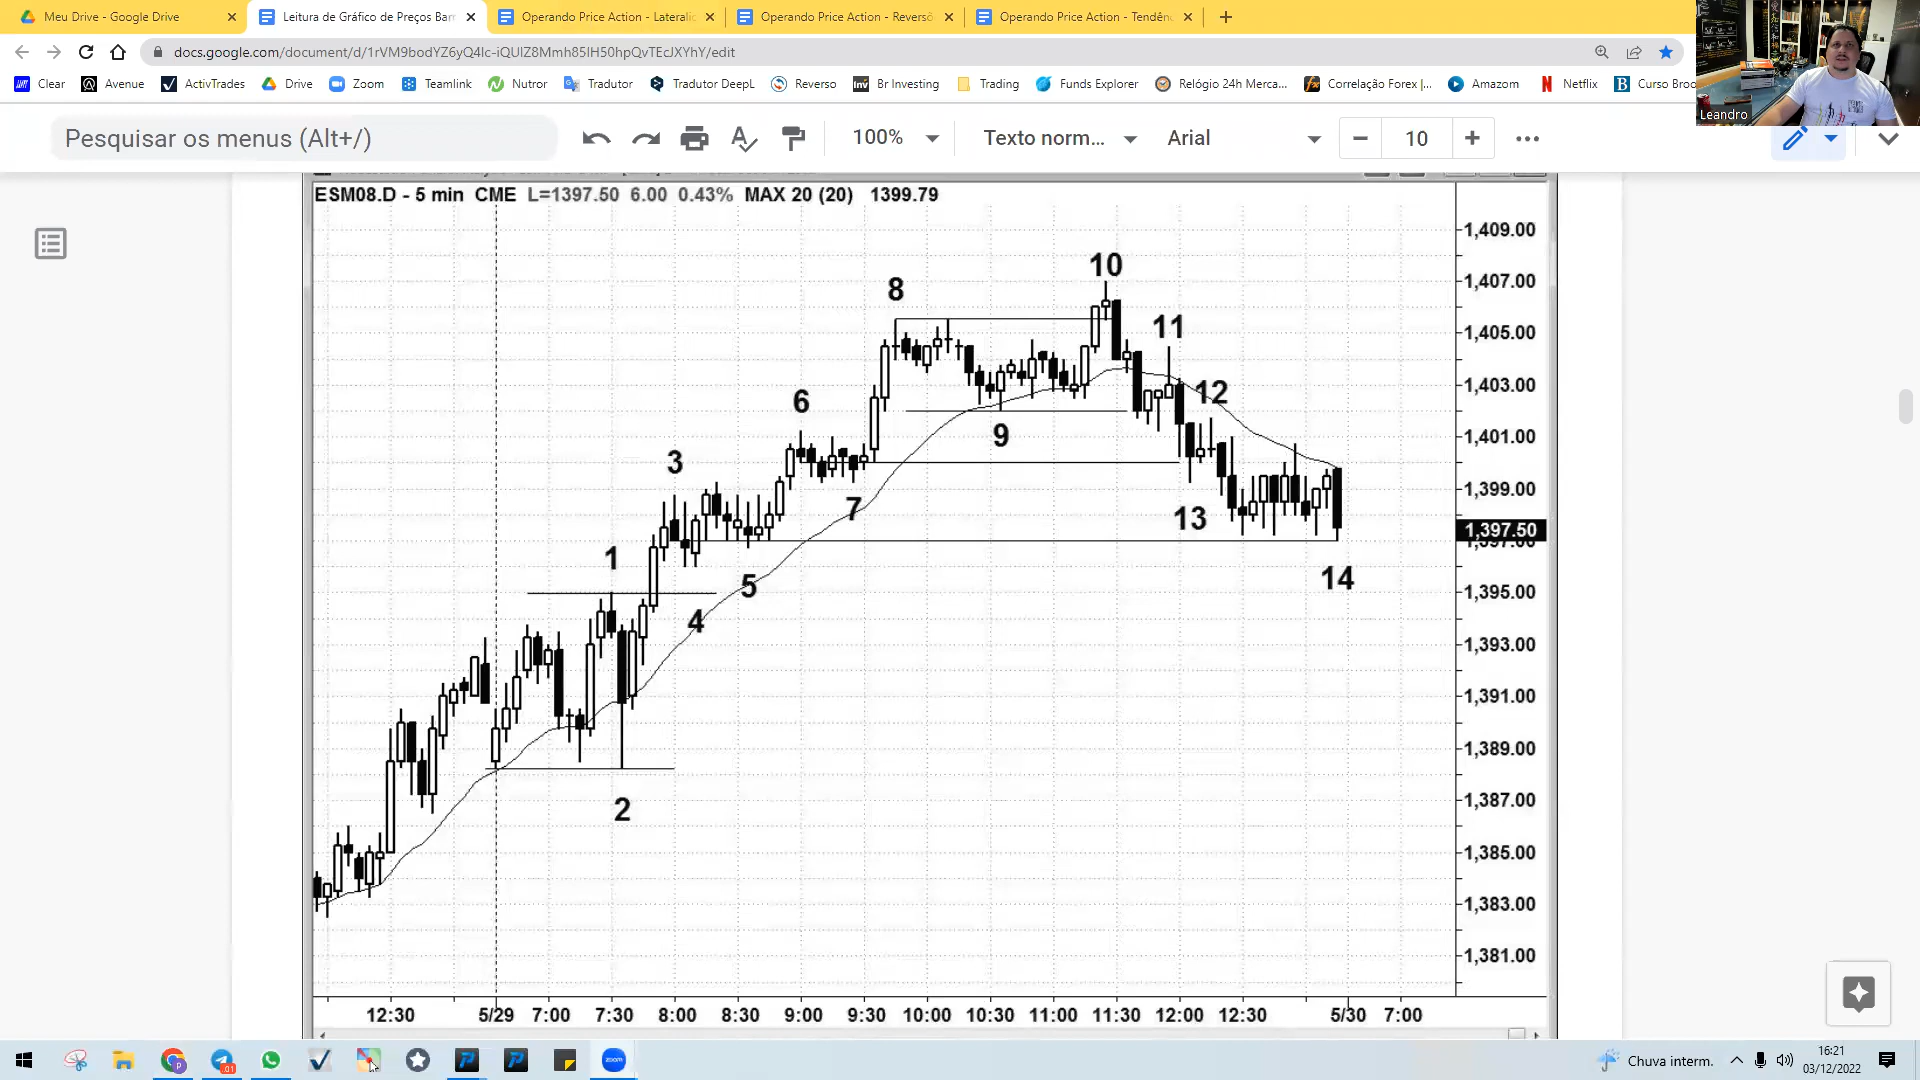 Meu Drive - Google Drive
Leitura de Gráfico de Preços Barr
Operando Price Action - Lateralic
Operando Price Action - Reversõ
Operando Price Action - Tendên
docs.google.com/document/d/1rVM9bodYZ6yQ4lc-iQUlZ8Mmh85IH50hpQvTEcJXYhY/edit
Clear
Avenue
ActivTrades
Drive
Zoom
Teamlink
Nutror
Tradutor
Tradutor DeepL
Reverso
Br Investing
Trading
Funds Explorer
Relógio 24h Merca...
Correlação Forex |...
Amazom
Netflix
Curso Broo
Leandro
Pesquisar os menus (Alt+/)
100%
Texto norm...
Arial
10
ESM08.D - 5 min CME L=1397.50 6.00 0.43% MAX 20 (20) 1399.79
1,409.00
10
1,407.00
8
11
1,405.00
1,403.00
12
6
1,401.00
9
3
1,399.00
7
13
1,397.50
1,397.00
1
14
5
1,395.00
4
1,393.00
1,391.00
1,389.00
2
1,387.00
1,385.00
1,383.00
1,381.00
12:30 5/29 7:00 7:30 8:00 8:30 9:00 9:30 10:00 10:30 11:00 11:30 12:00 12:30 5/30 7:00
zoom
Chuva interm.
16:21
03/12/2022